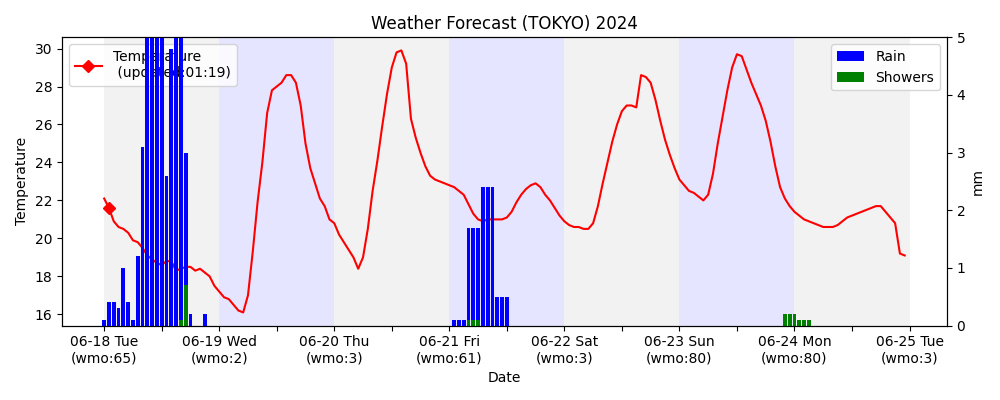 Weather Forecast (TOKYO) 2024
Temperature
(updated:01:19)
Rain
Showers
30
28
26
24
22
20
18
16
Temperature
5
4
3
2
1
0
mm
06-18 Tue
(wmo:65)
06-19 Wed
(wmo:2)
06-20 Thu
(wmo:3)
06-21 Fri
(wmo:61)
06-22 Sat
(wmo:3)
06-23 Sun
(wmo:80)
06-24 Mon
(wmo:80)
06-25 Tue
(wmo:3)
Date